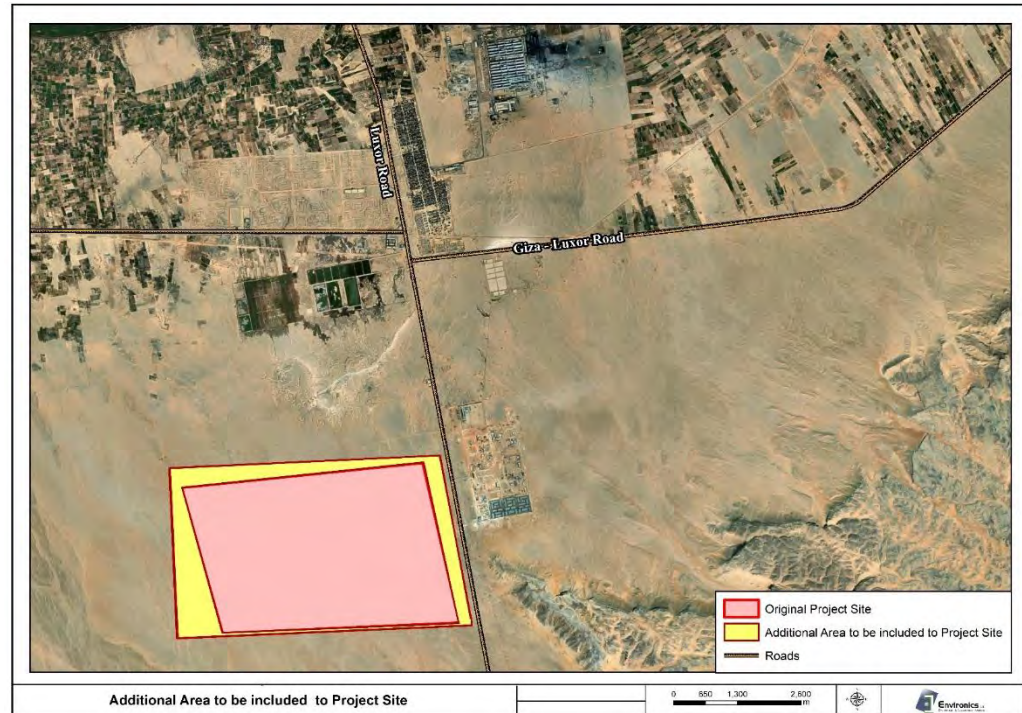 Luxor Road
Giza - Luxor Road
Original Project Site
Additional Area to be included to Project Site
Roads
Additional Area to be included to Project Site
0 650 1,300 2,600
m
Environics